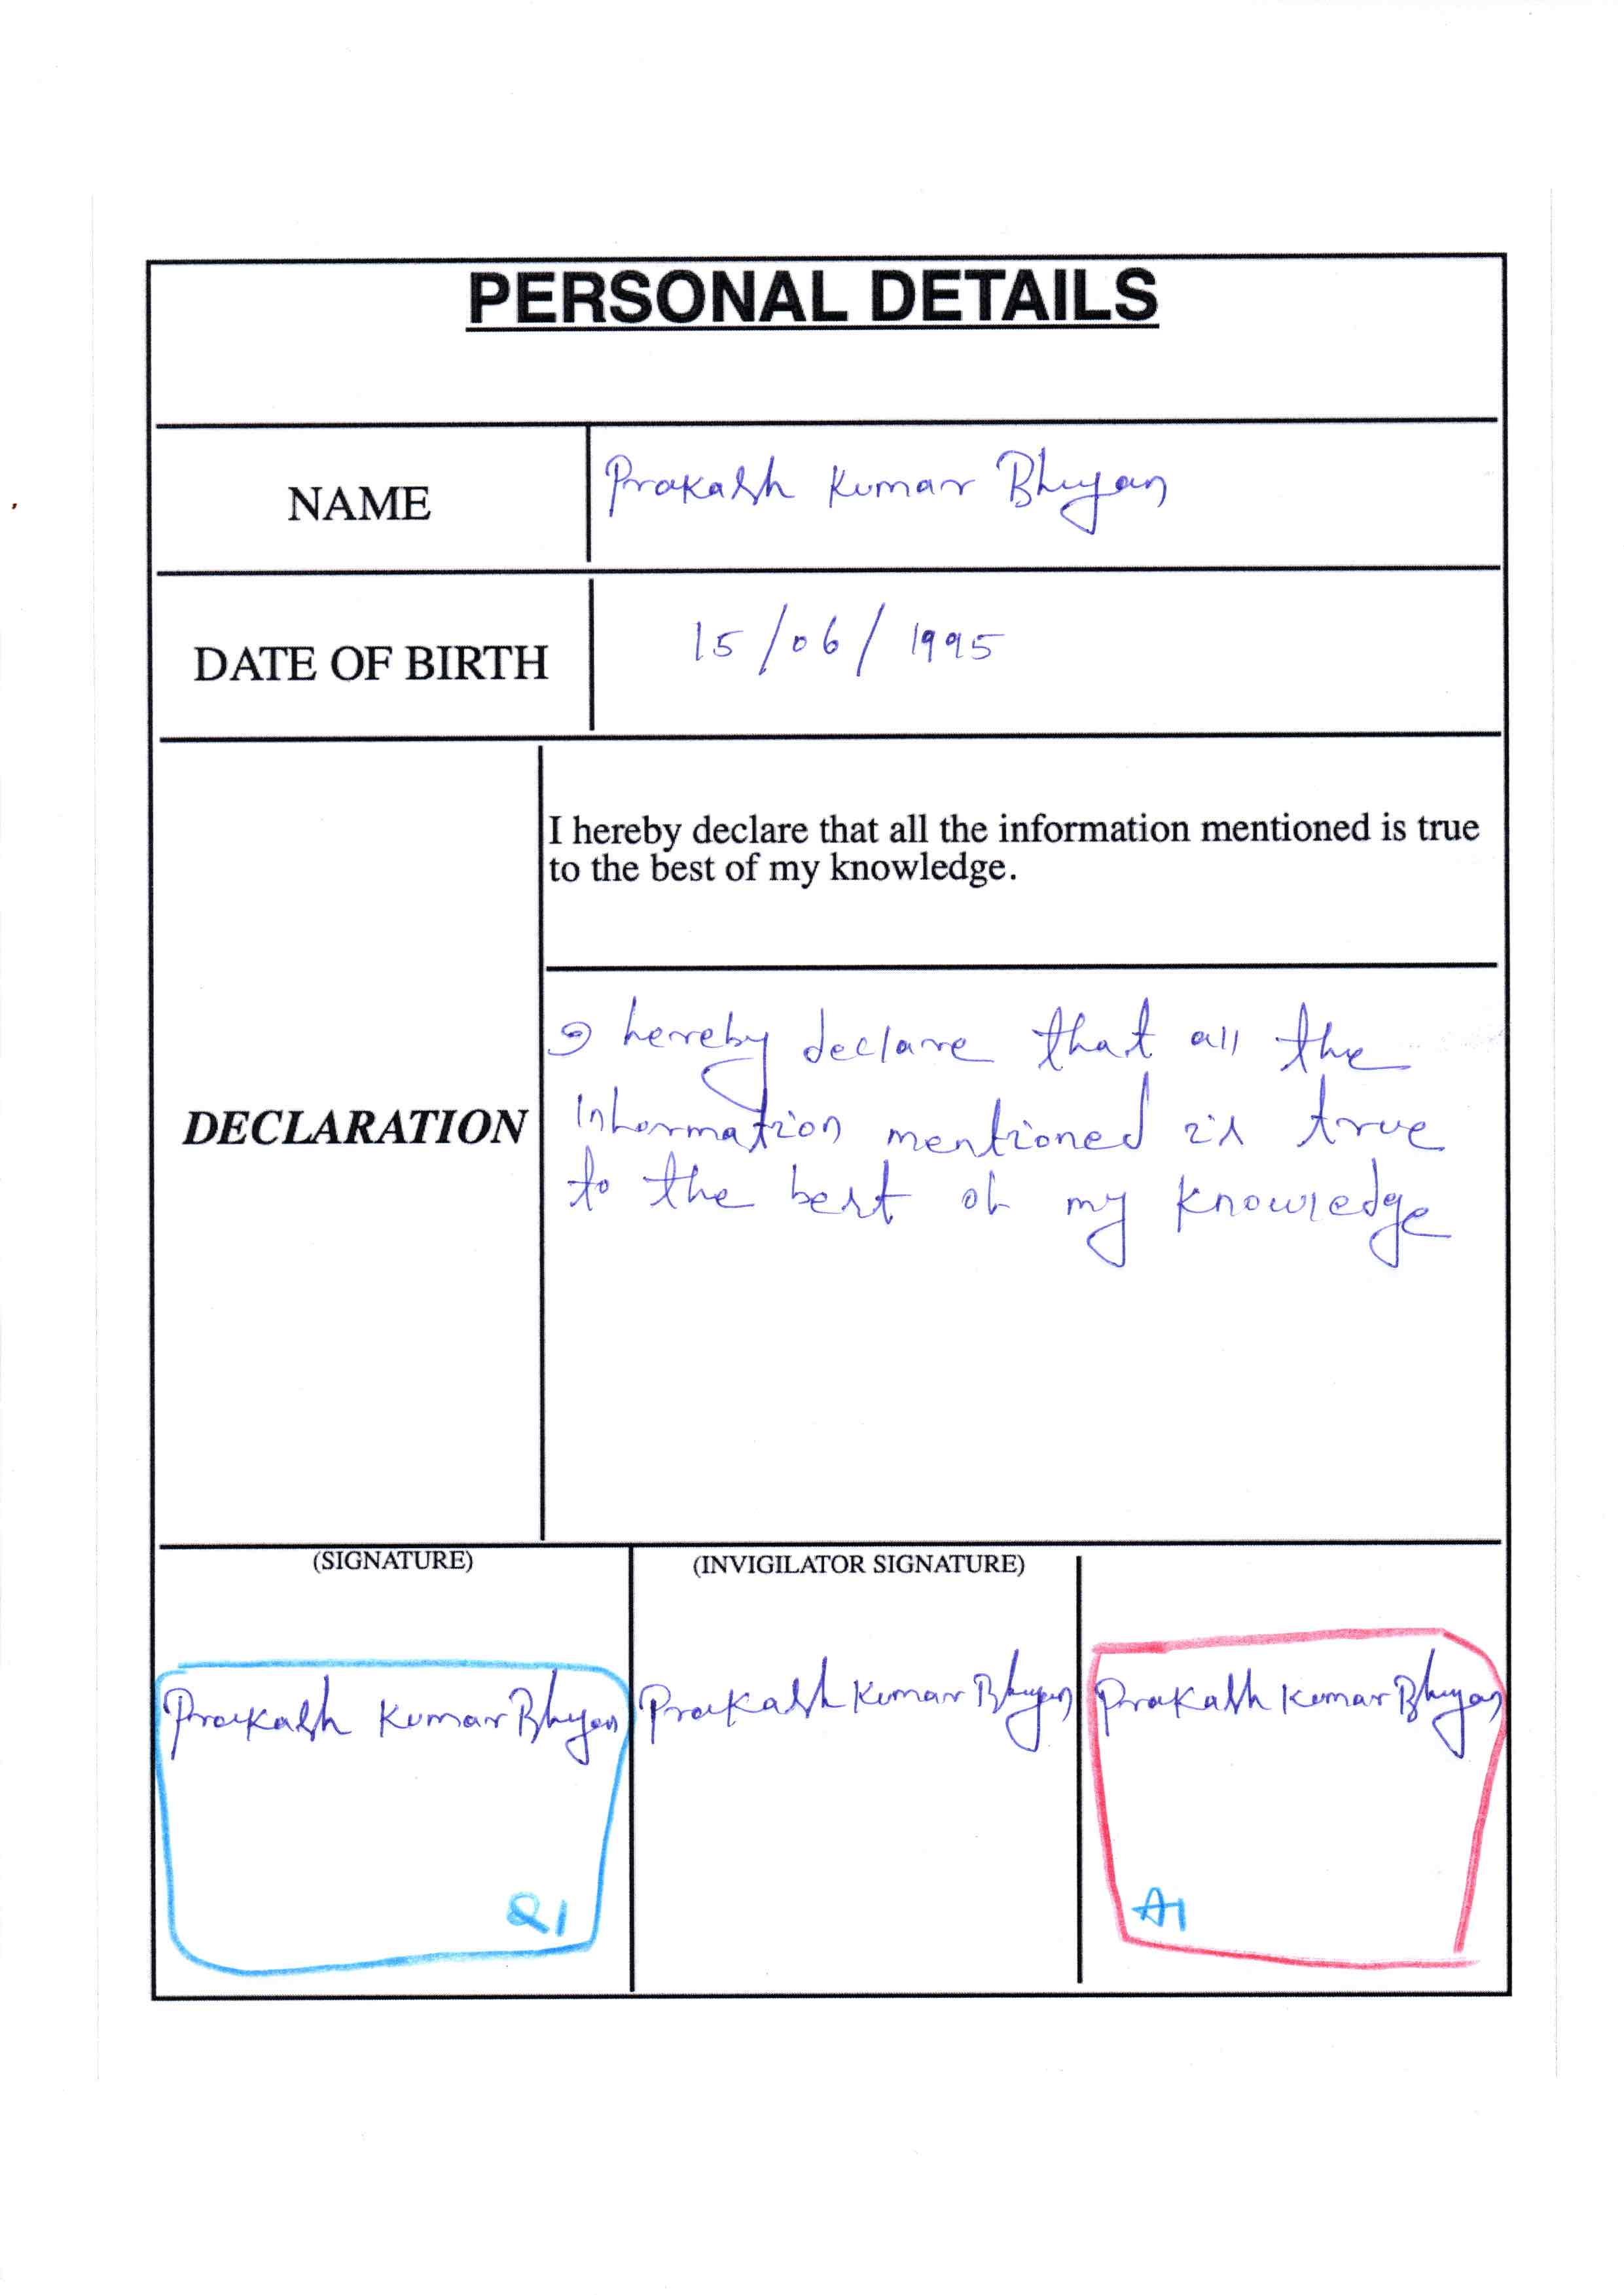 PERSONAL DETAILS
NAME
Prakash Kumar Bhuyan
DATE OF BIRTH
15/06/1995
I hereby declare that all the information mentioned is true
to the best of my knowledge.
DECLARATION
I hereby declare that all the
information mentioned is true
to the best of my knowledge
(SIGNATURE)
(INVIGILATOR SIGNATURE)
Prakash Kumar Bhuyan
Prakash Kumar Bhuyan
Prakash Kumar Bhuyan
Q1
A1